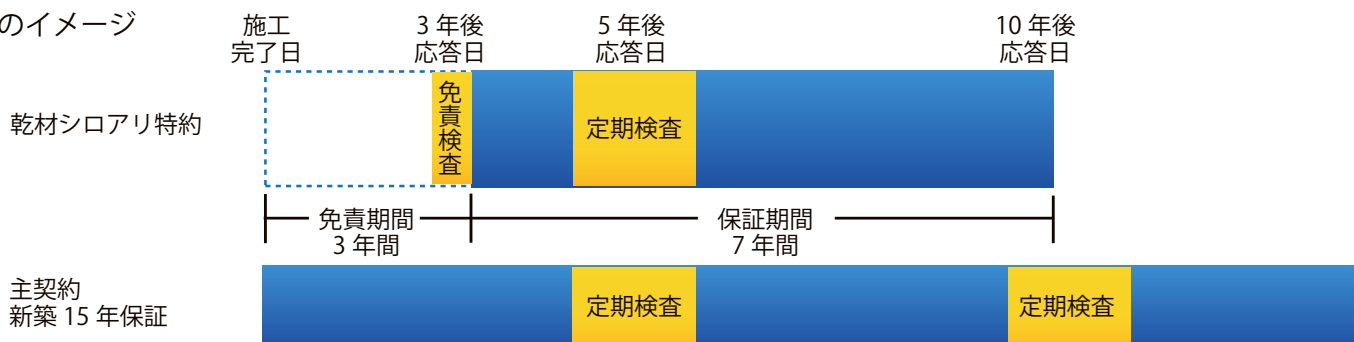 のイメージ
施工
完了日
3 年後
応答日
5 年後
応答日
10 年後
応答日
乾材シロアリ特約
免責検査
定期検査
免責期間
3 年間
保証期間
7 年間
主契約
新築 15 年保証
定期検査
定期検査